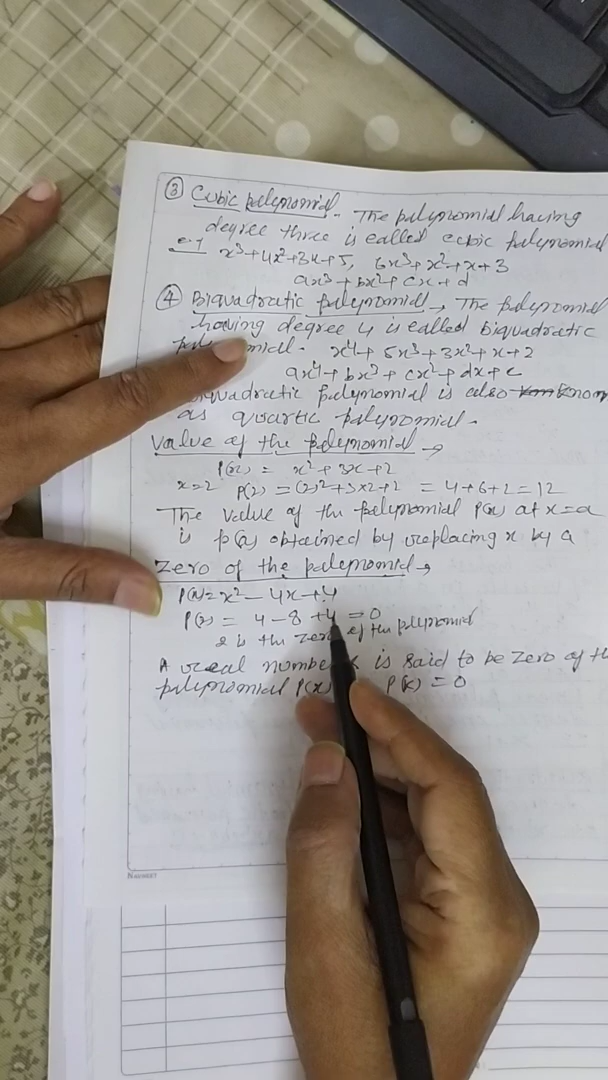 ③ Cubic polynomial - The polynomial having
degree three is called cubic polynomial
e.g x³+4x²+3x+5, 6x³+x²+x+3
ax³+bx²+cx+d
④ Biquadratic polynomial → The polynomial
having degree 4 is called biquadratic
x⁴+5x³+3x²+x+2
ax⁴+bx³+cx²+dx+e
quadratic polynomial is also know
as quartic polynomial.
Value of the polynomial →
P(x) = x²+3x+2
x=2 P(2) = (2)²+3×2+2 = 4+6+2=12
The value of the polynomial P(x) at x=a
is p(a) obtained by replacing x by a
Zero of the polynomial →
P(x)=x²-4x+4
P(2) = 4-8+4=0
2 is the zero of the polynomial
A real number is said to be zero of th
polynomial P(x) P(α)=0
NAVNEET